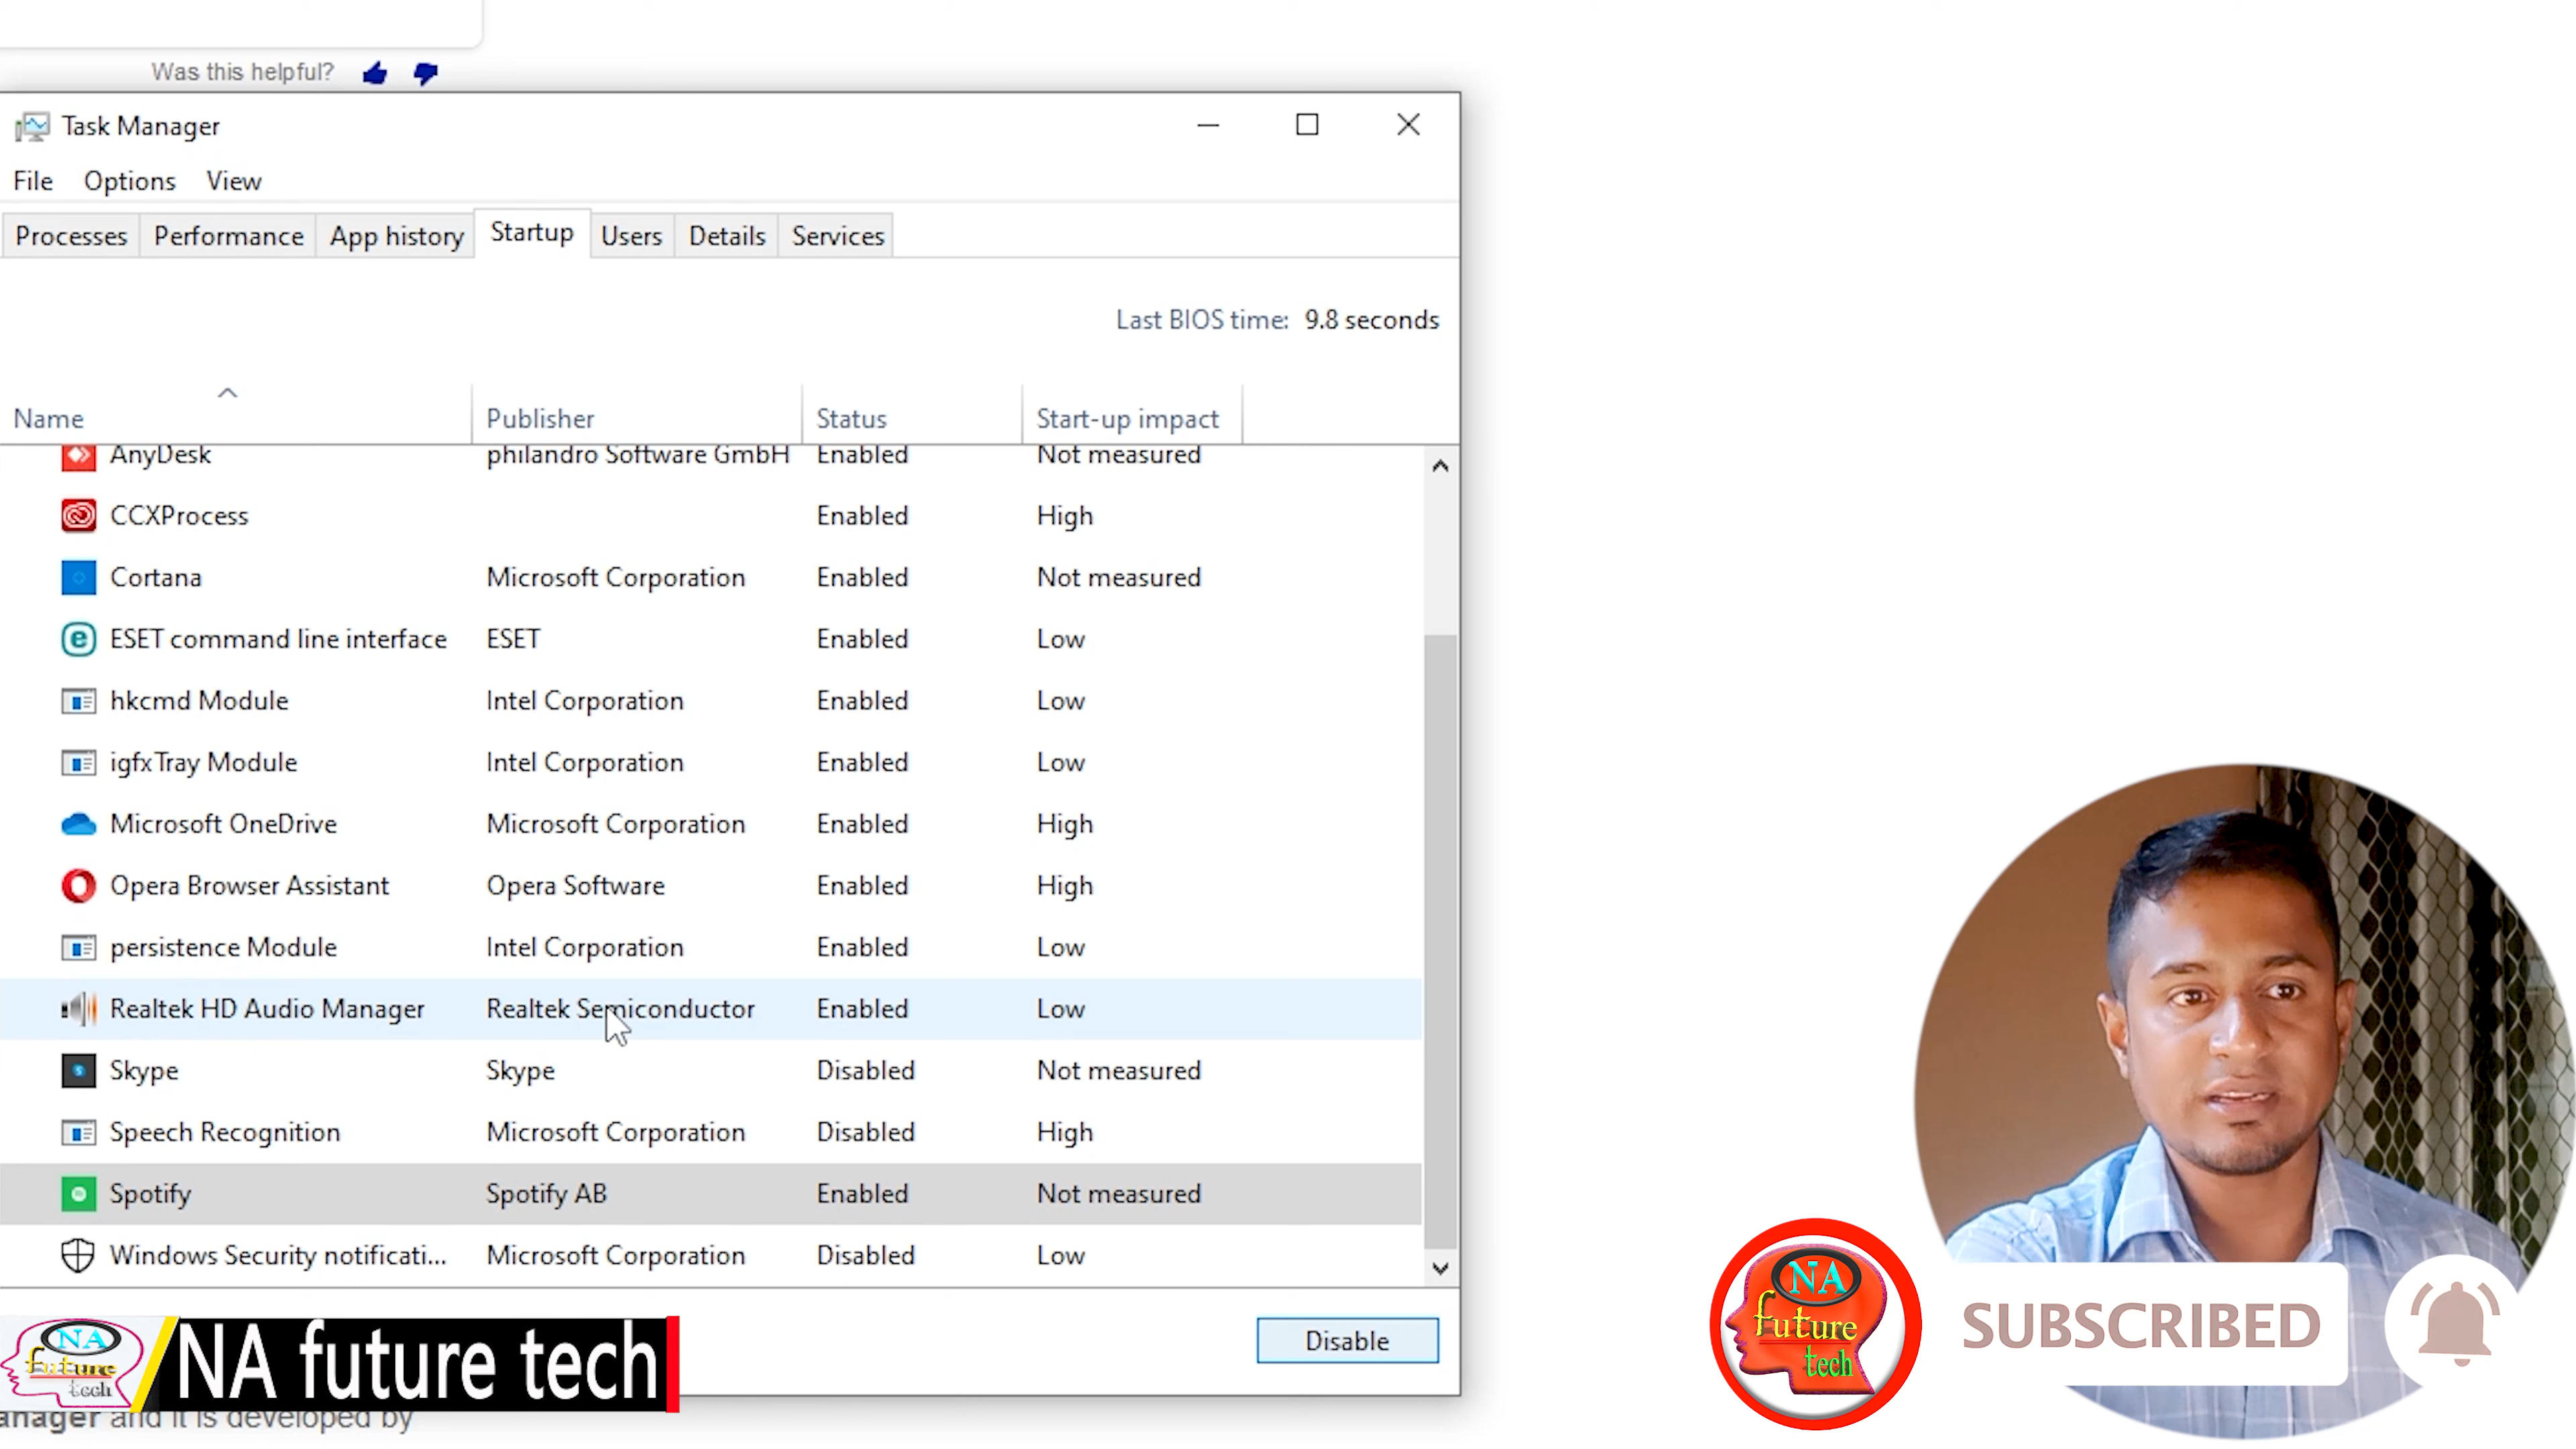 Was this helpful?
Task Manager
File Options View
Processes Performance App history Startup Users Details Services
Last BIOS time: 9.8 seconds
Name Publisher Status Start-up impact
AnyDesk philandro Software GmbH Enabled Not measured
CCXProcess Enabled High
Cortana Microsoft Corporation Enabled Not measured
ESET command line interface ESET Enabled Low
hkcmd Module Intel Corporation Enabled Low
igfxTray Module Intel Corporation Enabled Low
Microsoft OneDrive Microsoft Corporation Enabled High
Opera Browser Assistant Opera Software Enabled High
persistence Module Intel Corporation Enabled Low
Realtek HD Audio Manager Realtek Semiconductor Enabled Low
Skype Skype Disabled Not measured
Speech Recognition Microsoft Corporation Disabled High
Spotify Spotify AB Enabled Not measured
Windows Security notificati... Microsoft Corporation Disabled Low
Disable
NA
future
tech
NA future tech
NA
future
tech
SUBSCRIBED
anager and it is developed by